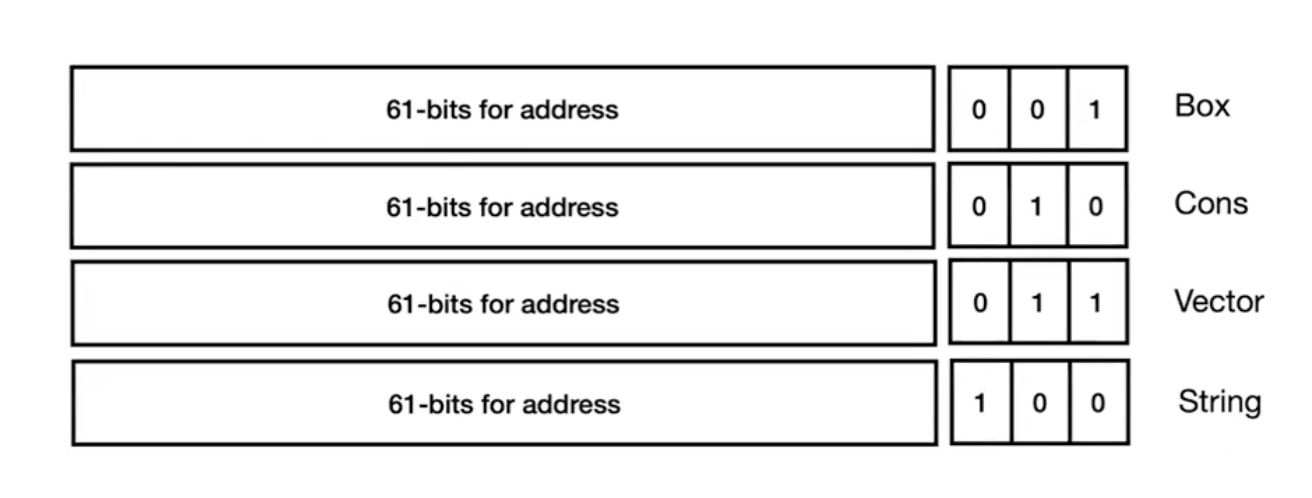 61-bits for address 0 0 1 Box
61-bits for address 0 1 0 Cons
61-bits for address 0 1 1 Vector
61-bits for address 1 0 0 String